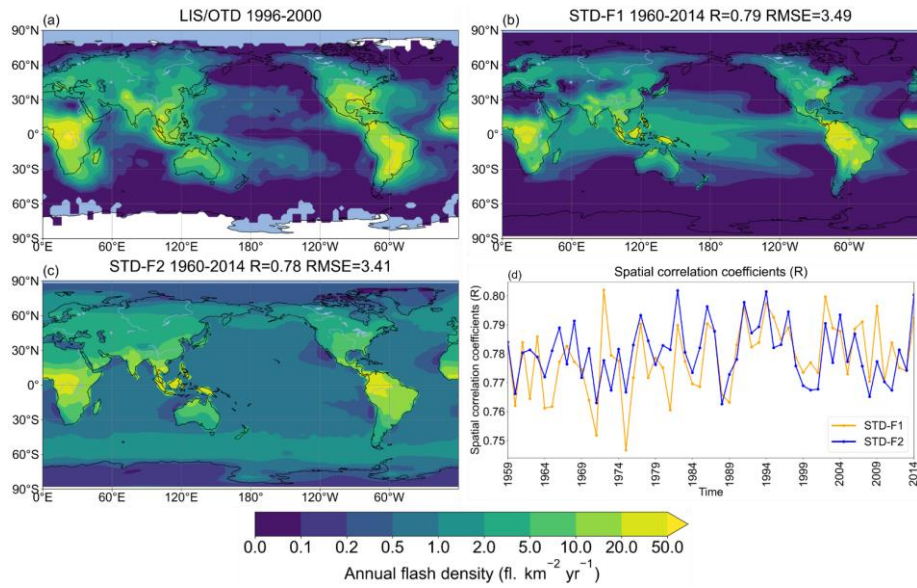 (a) LIS/OTD 1996-2000
90°N
60°N
30°N
0°
30°S
60°S
90°S
0°E 60°E 120°E 180° 120°W 60°W
(b) STD-F1 1960-2014 R=0.79 RMSE=3.49
90°N
60°N
30°N
0°
30°S
60°S
90°S
0°E 60°E 120°E 180° 120°W 60°W
(c) STD-F2 1960-2014 R=0.78 RMSE=3.41
90°N
60°N
30°N
0°
30°S
60°S
90°S
0°E 60°E 120°E 180° 120°W 60°W
(d) Spatial correlation coefficients (R)
Spatial correlation coefficients (R)
0.80
0.79
0.78
0.77
0.76
0.75
STD-F1
STD-F2
1959 1964 1969 1974 1979 1984 1989 1994 1999 2004 2009 2014
Time
0.0 0.1 0.2 0.5 1.0 2.0 5.0 10.0 20.0 50.0
Annual flash density (fl. km⁻² yr⁻¹)